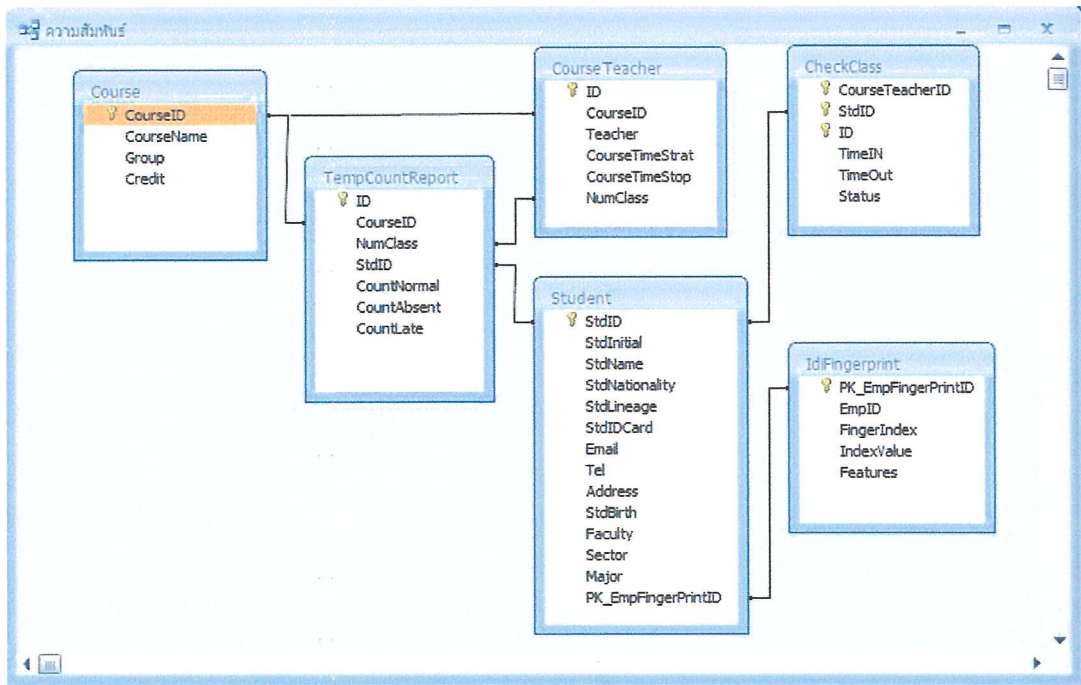 ความสัมพันธ์
Course
CourseID
CourseName
Group
Credit
TempCountReport
ID
CourseID
NumClass
StdID
CountNormal
CountAbsent
CountLate
CourseTeacher
ID
CourseID
Teacher
CourseTimeStrat
CourseTimeStop
NumClass
Student
StdID
StdInitial
StdName
StdNationality
StdLineage
StdIDCard
Email
Tel
Address
StdBirth
Faculty
Sector
Major
PK_EmpFingerPrintID
CheckClass
CourseTeacherID
StdID
ID
TimeIN
TimeOut
Status
IdiFingerprint
PK_EmpFingerPrintID
EmpID
FingerIndex
IndexValue
Features